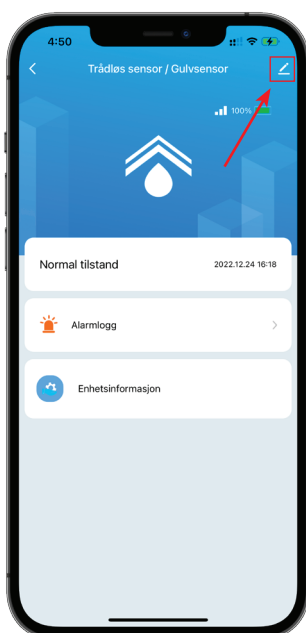 4:50
Trådløs sensor / Gulvsensor
100%
Normal tilstand 2022.12.24 16:18
Alarmlogg
Enhetsinformasjon